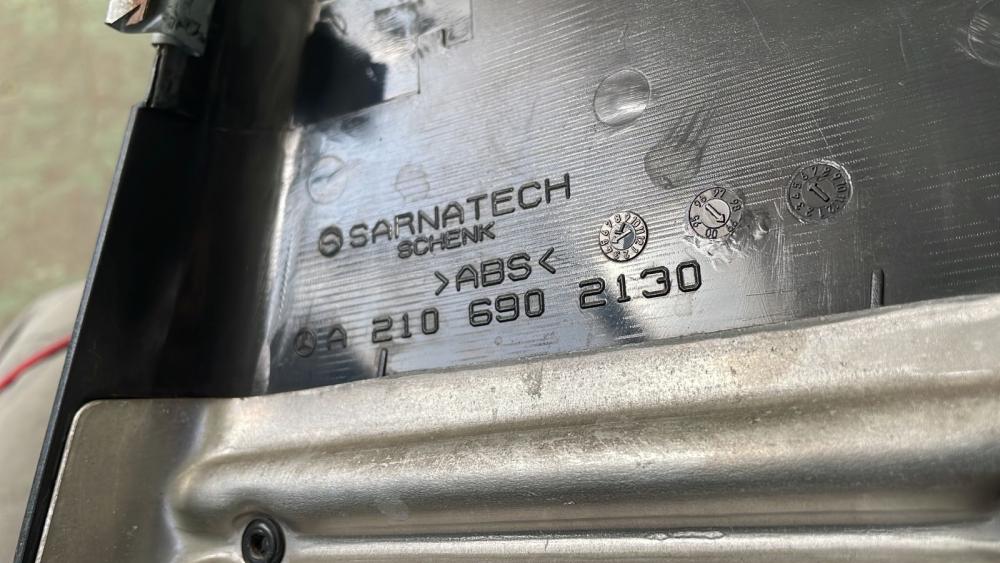 SARNATECH
SCHENK
>ABS<
A 210 690 2130